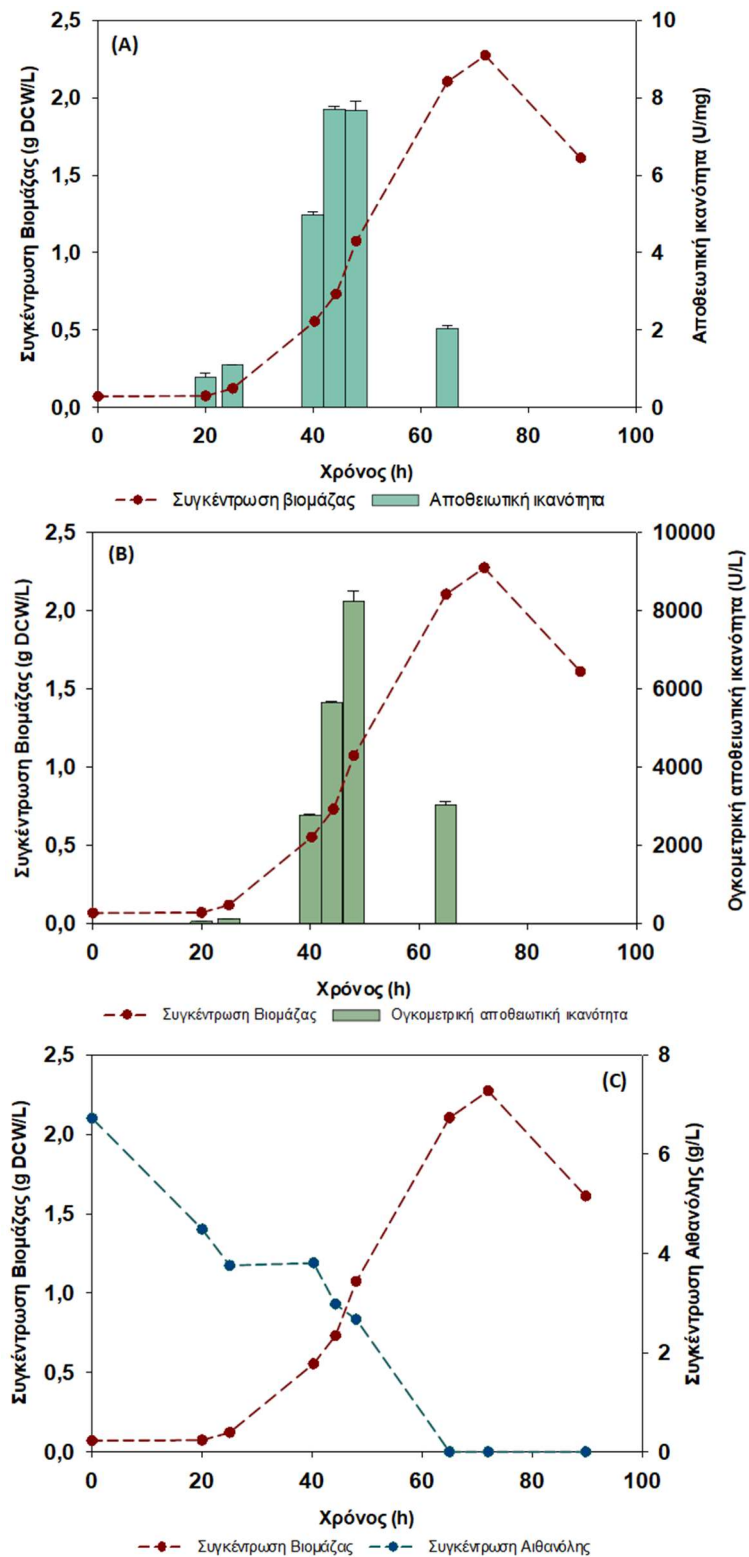 (A)
Συγκέντρωση Βιομάζας (g DCW/L)
2,5
2,0
1,5
1,0
0,5
0,0
Αποθειωτική ικανότητα (U/mg)
10
8
6
4
2
0
0 20 40 60 80 100
Χρόνος (h)
Συγκέντρωση βιομάζας Αποθειωτική ικανότητα
(B)
Συγκέντρωση Βιομάζας (g DCW/L)
2,5
2,0
1,5
1,0
0,5
0,0
Ογκομετρική αποθειωτική ικανότητα (U/L)
10000
8000
6000
4000
2000
0
0 20 40 60 80 100
Χρόνος (h)
Συγκέντρωση Βιομάζας Ογκομετρική αποθειωτική ικανότητα
(C)
Συγκέντρωση Βιομάζας (g DCW/L)
2,5
2,0
1,5
1,0
0,5
0,0
Συγκέντρωση Αιθανόλης (g/L)
8
6
4
2
0
0 20 40 60 80 100
Χρόνος (h)
Συγκέντρωση Βιομάζας Συγκέντρωση Αιθανόλης